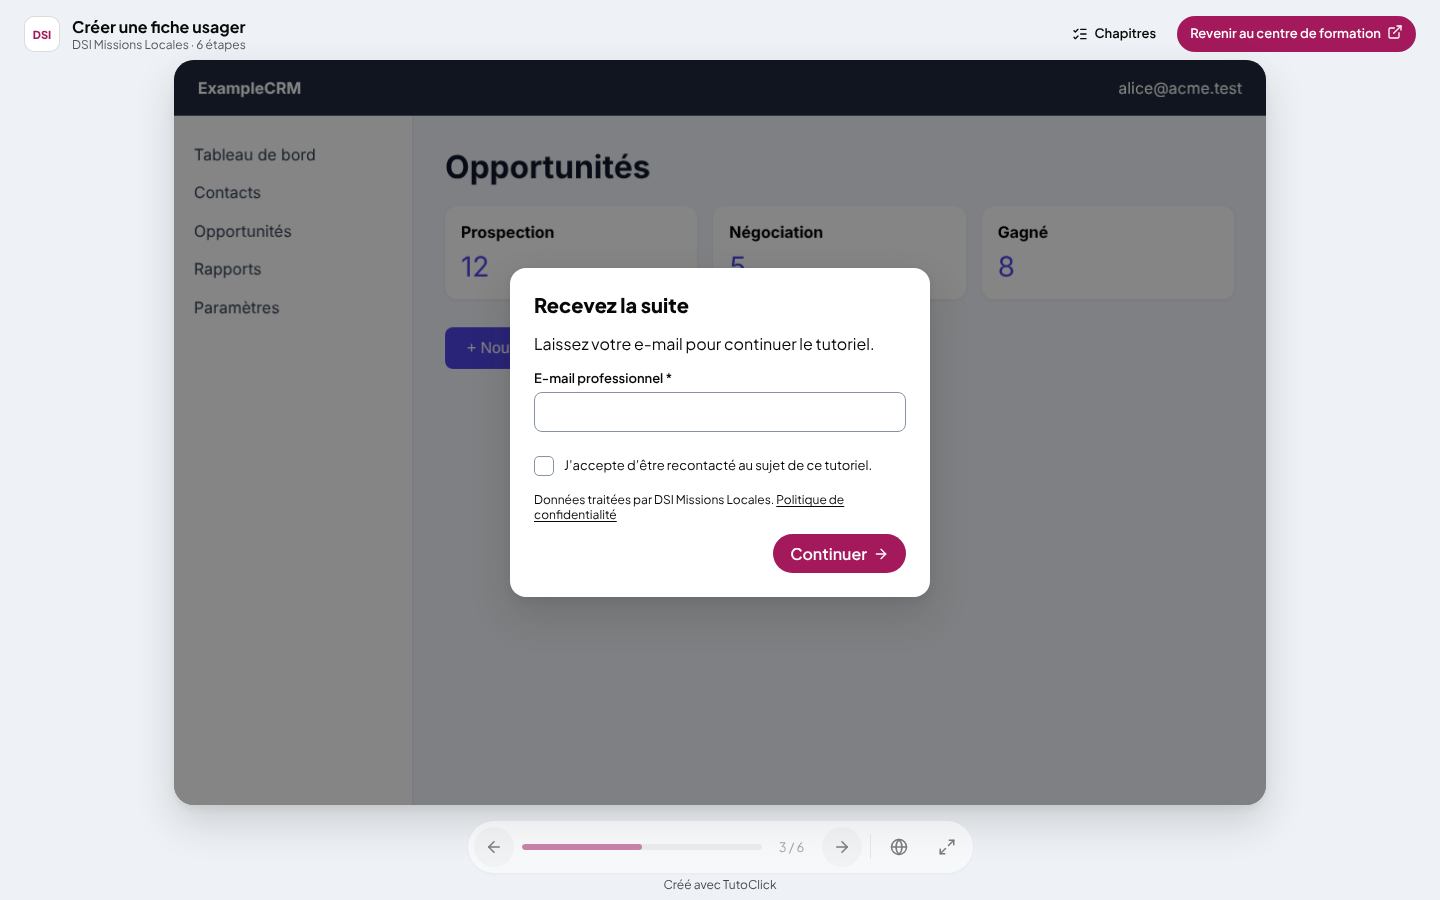 DSI
Créer une fiche usager
DSI Missions Locales · 6 étapes
Chapitres
Revenir au centre de formation
ExampleCRM
alice@acme.test
Tableau de bord
Contacts
Opportunités
Rapports
Paramètres
Opportunités
Prospection
12
Négociation
5
Gagné
8
+ Nou
Recevez la suite
Laissez votre e-mail pour continuer le tutoriel.
E-mail professionnel *
J'accepte d'être recontacté au sujet de ce tutoriel.
Données traitées par DSI Missions Locales. Politique de
confidentialité
Continuer
3 / 6
Créé avec TutoClick